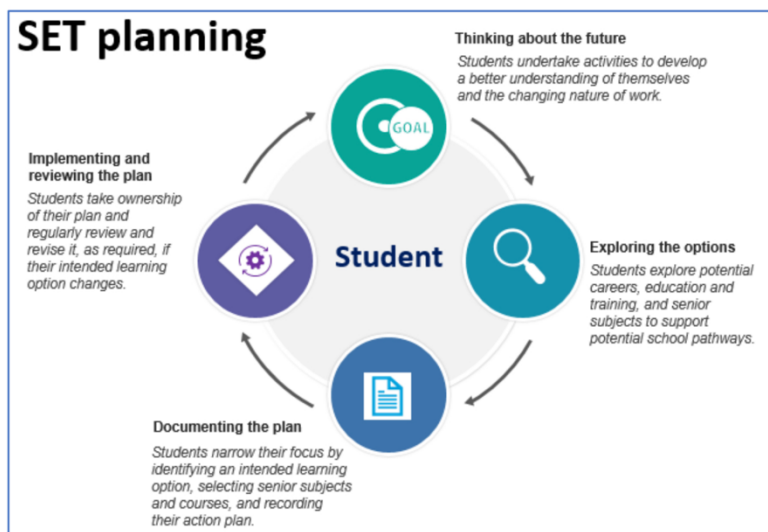 SET planning
Thinking about the future
Students undertake activities to develop
a better understanding of themselves
and the changing nature of work.
GOAL
Implementing and
reviewing the plan
Students take ownership
of their plan and
regularly review and
revise it, as required, if
their intended learning
option changes.
Student
Exploring the options
Students explore potential
careers, education and
training, and senior
subjects to support
potential school pathways.
Documenting the plan
Students narrow their focus by
identifying an intended learning
option, selecting senior subjects
and courses, and recording
their action plan.